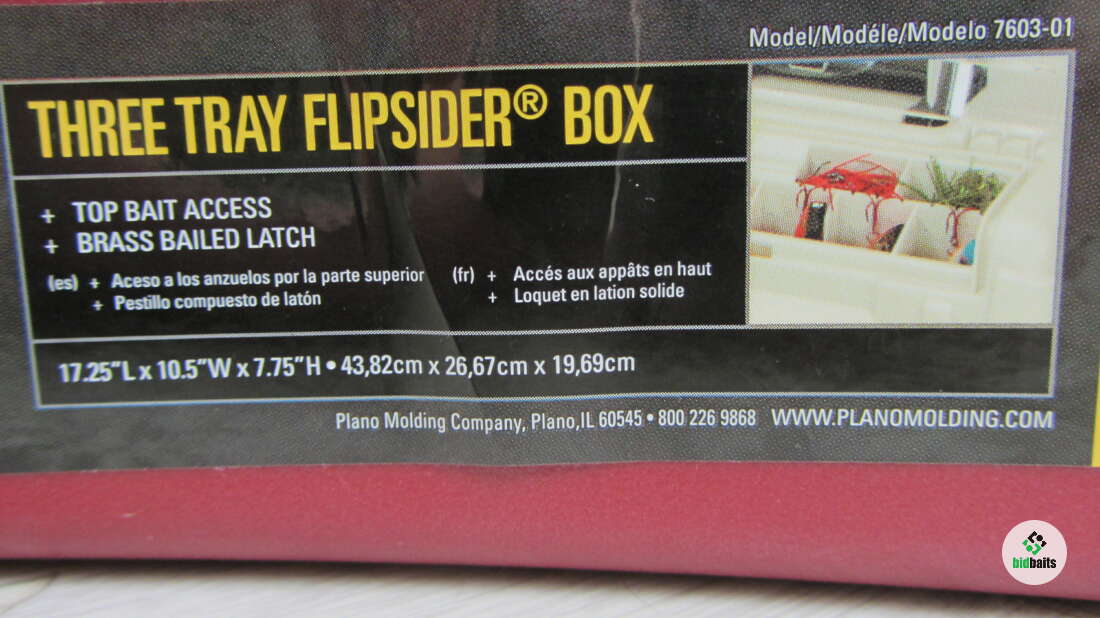 Model/Modéle/Modelo 7603-01
THREE TRAY FLIPSIDER® BOX
+ TOP BAIT ACCESS
+ BRASS BAILED LATCH
(es) + Aceso a los anzuelos por la parte superior
+ Pestillo compuesto de latón
(fr) + Accés aux appâts en haut
+ Loquet en lation solide
17.25"L x 10.5"W x 7.75"H • 43,82cm x 26,67cm x 19,69cm
Plano Molding Company, Plano,IL 60545 • 800 226 9868 WWW.PLANOMOLDING.COM
bidbaits